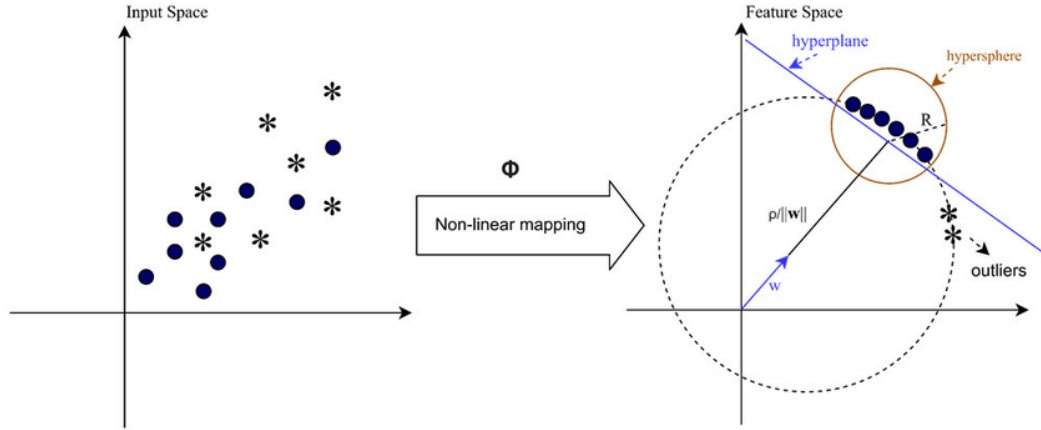 Input Space
Feature Space
hyperplane
hypersphere
R
Φ
Non-linear mapping
ρ/||w||
w
outliers